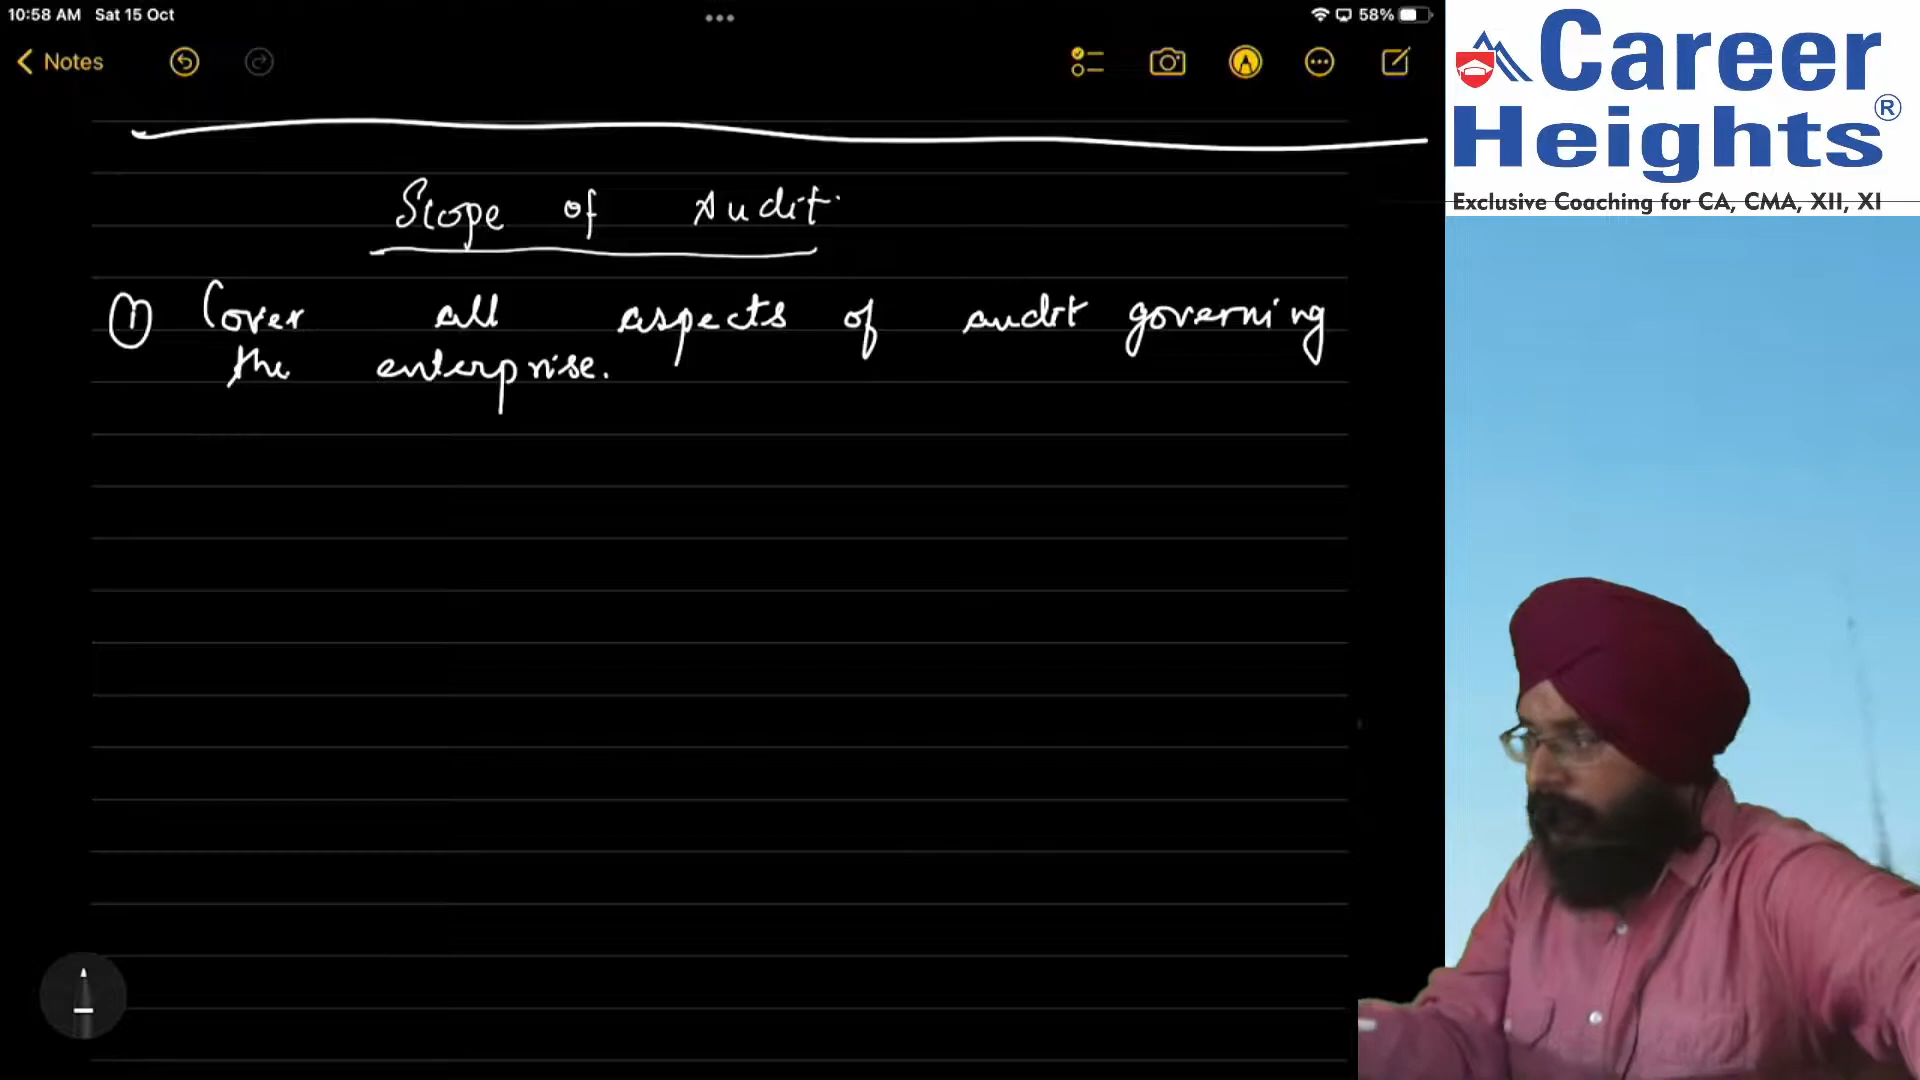 10:58 AM Sat 15 Oct
58%
Notes
Career
Heights®
Exclusive Coaching for CA, CMA, XII, XI
Scope of Audit
① Cover all aspects of audit governing
the enterprise.